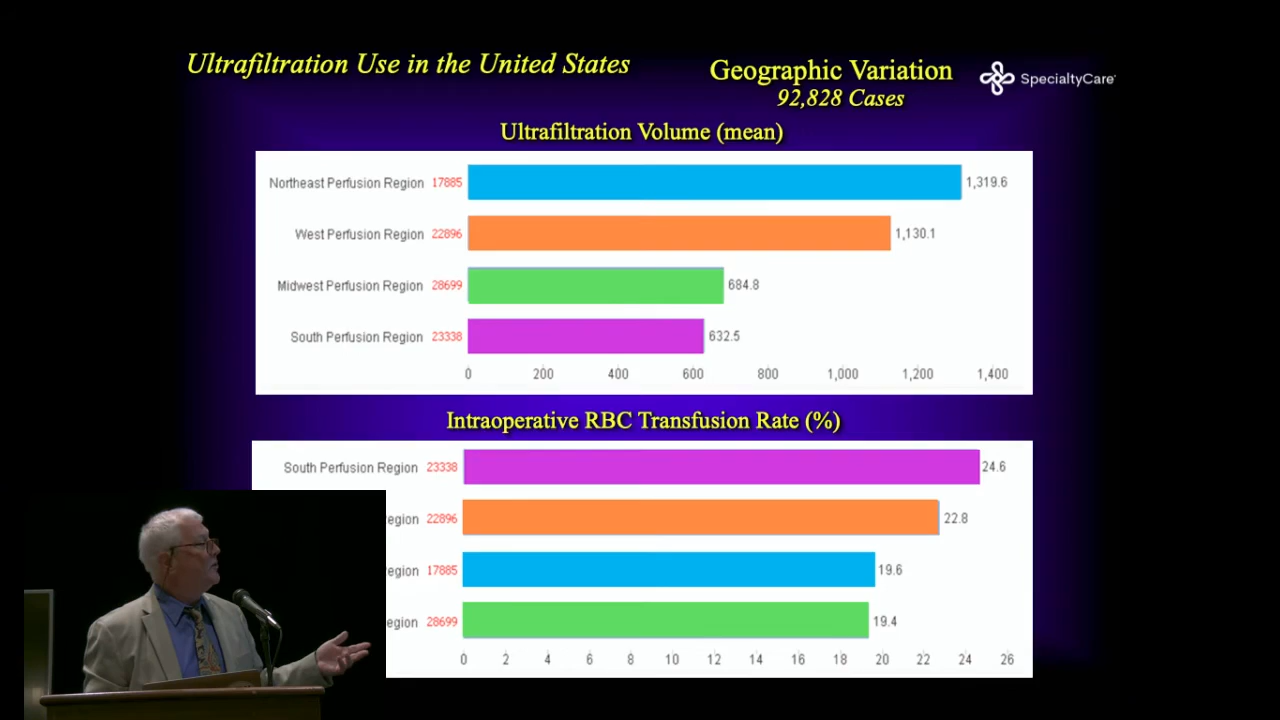 Ultrafiltration Use in the United States
Geographic Variation
92,828 Cases
SpecialtyCare
Ultrafiltration Volume (mean)
Northeast Perfusion Region 17885 1,319.6
West Perfusion Region 22896 1,130.1
Midwest Perfusion Region 28699 684.8
South Perfusion Region 23338 632.5
0 200 400 600 800 1,000 1,200 1,400
Intraoperative RBC Transfusion Rate (%)
South Perfusion Region 23338 24.6
egion 22896 22.8
egion 17885 19.6
egion 28699 19.4
0 2 4 6 8 10 12 14 16 18 20 22 24 26